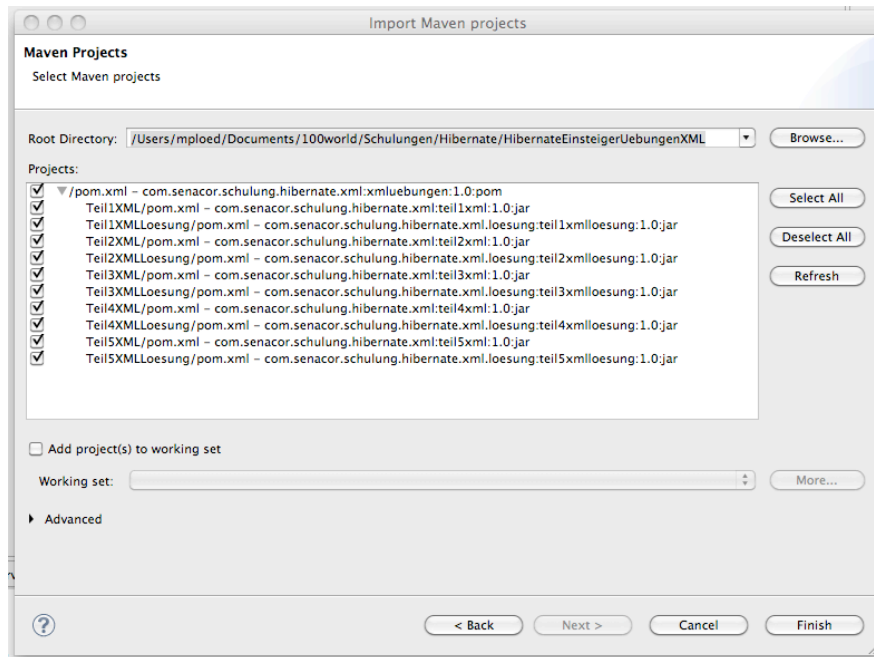 Import Maven projects
Maven Projects
Select Maven projects
Root Directory: /Users/mploed/Documents/100world/Schulungen/Hibernate/HibernateEinsteigerUebungenXML Browse...
Projects:
/pom.xml – com.senacor.schulung.hibernate.xml:xmluebungen:1.0:pom
Teil1XML/pom.xml – com.senacor.schulung.hibernate.xml:teil1xml:1.0:jar
Teil1XMLLoesung/pom.xml – com.senacor.schulung.hibernate.xml.loesung:teil1xmlloesung:1.0:jar
Teil2XML/pom.xml – com.senacor.schulung.hibernate.xml:teil2xml:1.0:jar
Teil2XMLLoesung/pom.xml – com.senacor.schulung.hibernate.xml.loesung:teil2xmlloesung:1.0:jar
Teil3XML/pom.xml – com.senacor.schulung.hibernate.xml:teil3xml:1.0:jar
Teil3XMLLoesung/pom.xml – com.senacor.schulung.hibernate.xml.loesung:teil3xmlloesung:1.0:jar
Teil4XML/pom.xml – com.senacor.schulung.hibernate.xml:teil4xml:1.0:jar
Teil4XMLLoesung/pom.xml – com.senacor.schulung.hibernate.xml.loesung:teil4xmlloesung:1.0:jar
Teil5XML/pom.xml – com.senacor.schulung.hibernate.xml:teil5xml:1.0:jar
Teil5XMLLoesung/pom.xml – com.senacor.schulung.hibernate.xml.loesung:teil5xmlloesung:1.0:jar
Select All
Deselect All
Refresh
Add project(s) to working set
Working set: More...
Advanced
? < Back Next > Cancel Finish